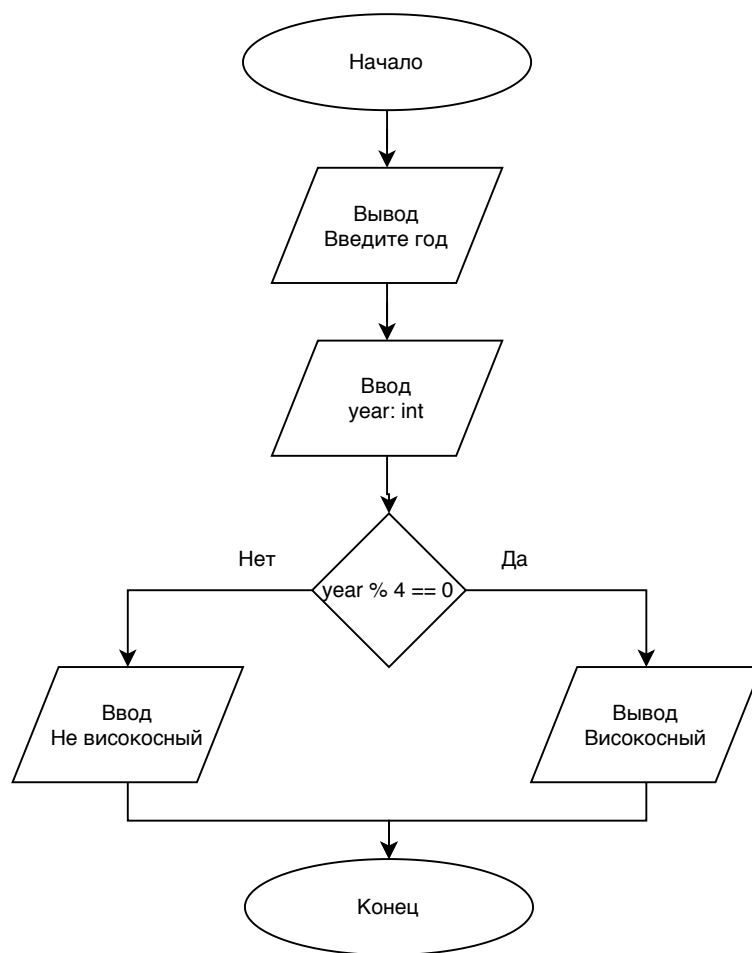 Начало
Вывод
Введите год
Ввод
year: int
Нет
Да
year % 4 == 0
Ввод
Не високосный
Вывод
Високосный
Конец